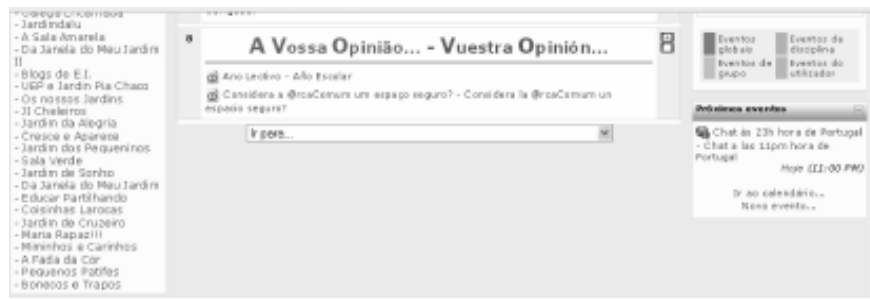 - Jardindalu
- A Sala Amarela
- Da Janela do Meu Jardim
II
- Blogs de E.I.
- UEP e Jardin Pia Chaco
- Os nossos Jardins
- JI Cheleiros
- Jardim da Alegria
- Cresce e Aparece
- Jardim dos Pequeninos
- Sala Verde
- Jardim de Sonho
- Da Janela do Meu Jardim
- Educar Partilhando
- Coisinhas Larocas
- Jardim de Cruzeiro
- Maria Rapaz!!!
- Miminhos e Carinhos
- A Fada da Cor
- Pequenos Patifes
- Bonecos e Trapos
8
A Vossa Opinião... - Vuestra Opinión...
Ano Lectivo - Año Escolar
Considera a @rcaComum um espaço seguro? - Considera la @rcaComum un
espacio seguro?
Ir para...
Eventos globais
Eventos da disciplina
Eventos de grupo
Eventos do utilizador
Próximos eventos
Chat às 23h hora de Portugal
- Chat a las 11pm hora de
Portugal
Hoje (11:00 PM)
Ir ao calendário...
Novo evento...